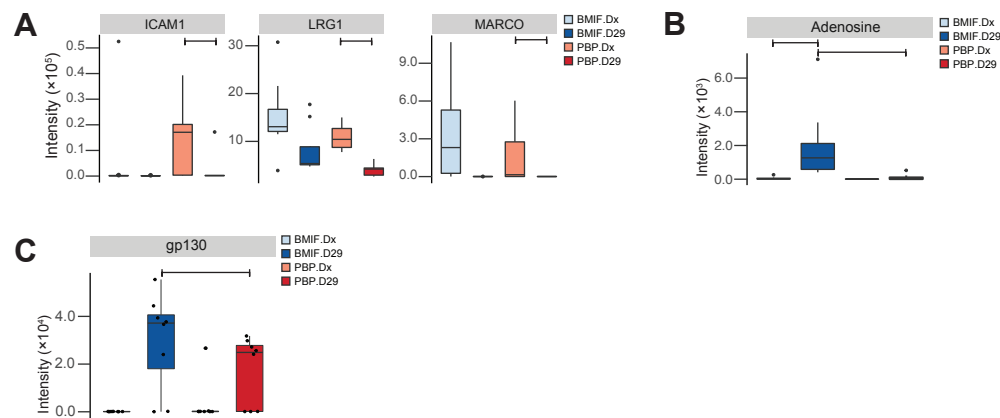 A
ICAM1
LRG1
MARCO
BMIF.Dx
BMIF.D29
PBP.Dx
PBP.D29
Intensity (×10⁵)
0.5
0.4
0.3
0.2
0.1
0.0
30
20
10
9.0
6.0
3.0
0.0
B
Adenosine
BMIF.Dx
BMIF.D29
PBP.Dx
PBP.D29
Intensity (×10³)
6.0
4.0
2.0
0.0
C
gp130
BMIF.Dx
BMIF.D29
PBP.Dx
PBP.D29
Intensity (×10⁴)
4.0
2.0
0.0